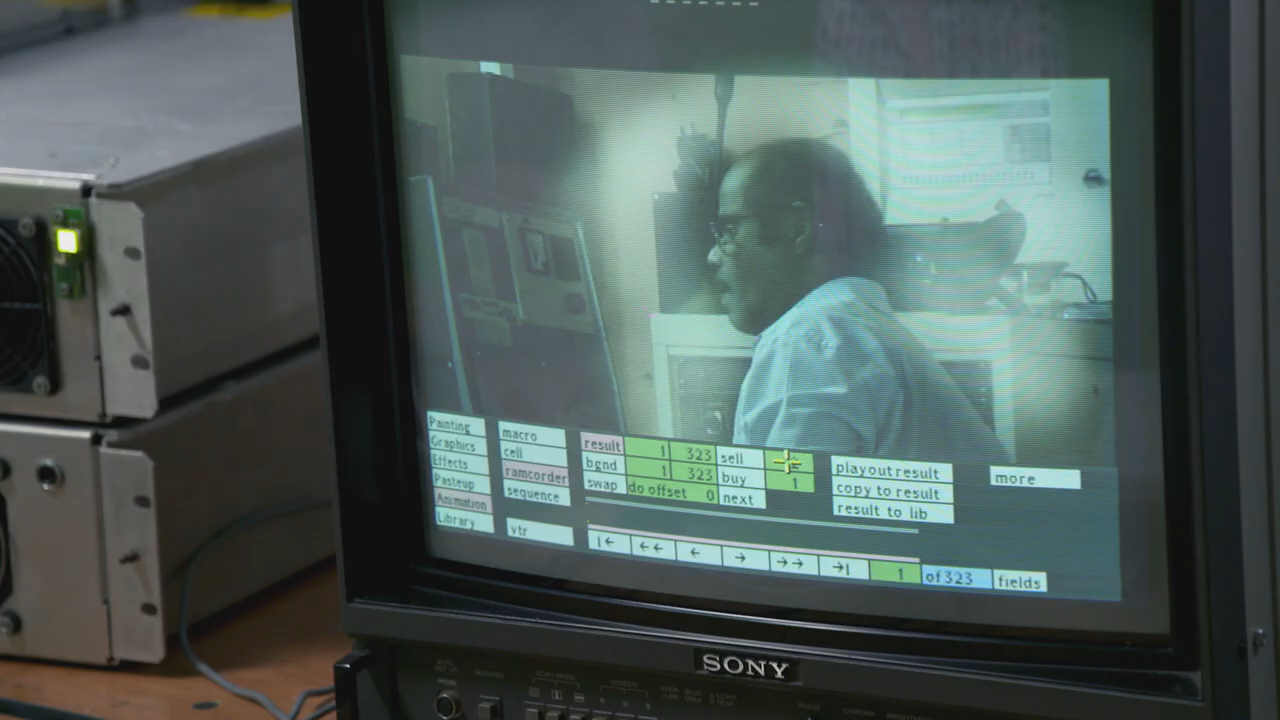 Painting
Graphics
Effects
Pasteup
Animation
Library
macro
cell
ramcorder
sequence
vtr
result 1 323 sell
bgnd 1 323 buy 1
swap do offset 0 next
playout result
copy to result
result to lib
more
|← ←← ← → →→ →| 1 of 323 fields
SONY